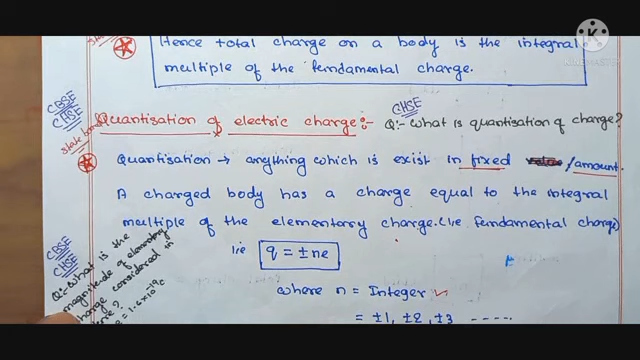 Hence total charge on a body is the integral
multiple of the fundamental charge.
CBSE
CHSE
State board
Quantisation of electric charge:-
CHSE
Q:- What is quantisation of charge?
Quantisation → anything which is exist in fixed /amount.
A charged body has a charge equal to the integral
multiple of the elementary charge. (i.e fundamental charge)
i.e q = ±ne
where n = Integer ✓
= ±1, ±2, ±3 -----
CBSE
CHSE
Q:- What is the
magnitude of elementary
charge considered in